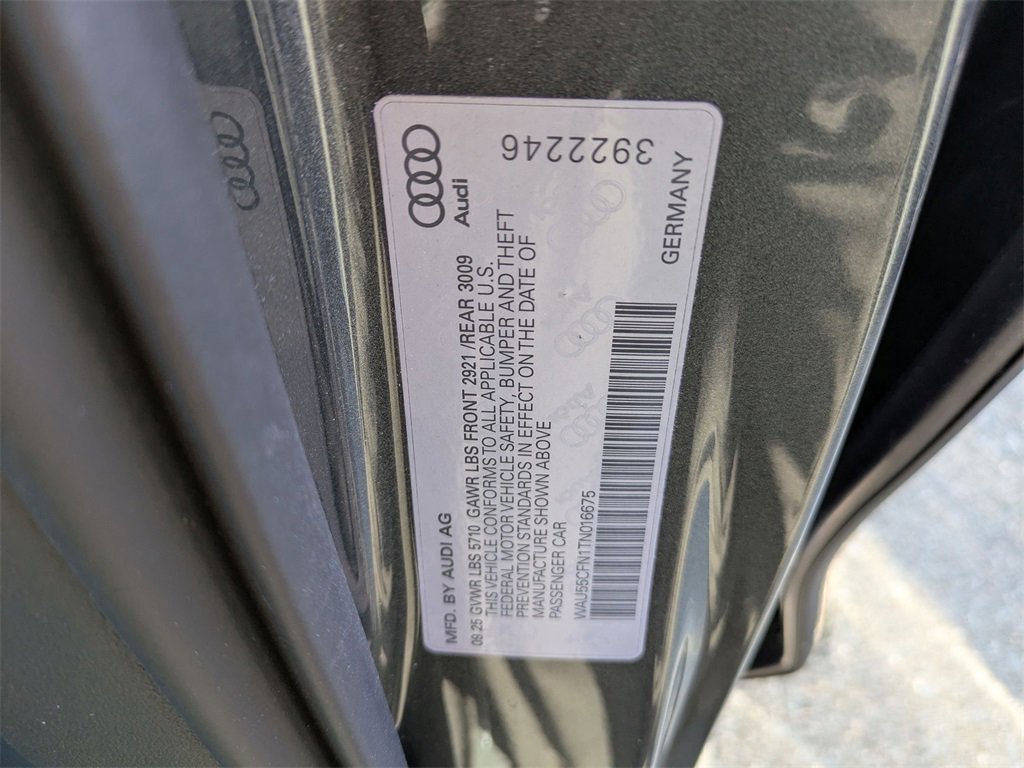 Audi
3922246
GERMANY
MFD. BY AUDI AG
09.25 GVWR LBS 5710 GAWR LBS FRONT 2921 /REAR 3009
THIS VEHICLE CONFORMS TO ALL APPLICABLE U.S.
FEDERAL MOTOR VEHICLE SAFETY, BUMPER AND THEFT
PREVENTION STANDARDS IN EFFECT ON THE DATE OF
MANUFACTURE SHOWN ABOVE
PASSENGER CAR
WAU55CFN1TN016675